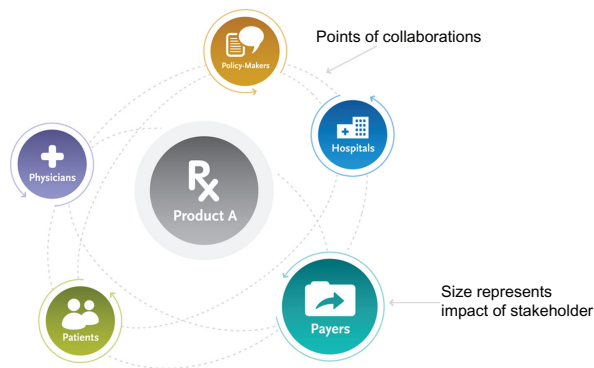 Points of collaborations
Policy-Makers
Hospitals
Physicians
Rx
Product A
Size represents
impact of stakeholder
Payers
Patients